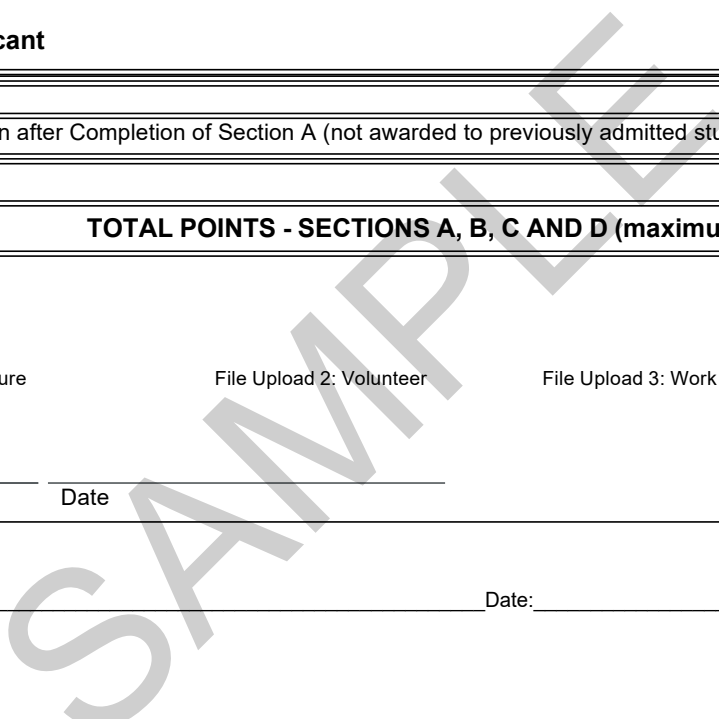 cant
n after Completion of Section A (not awarded to previously admitted stu
TOTAL POINTS - SECTIONS A, B, C AND D (maximu
ure File Upload 2: Volunteer File Upload 3: Work
Date
Date:
SAMPLE